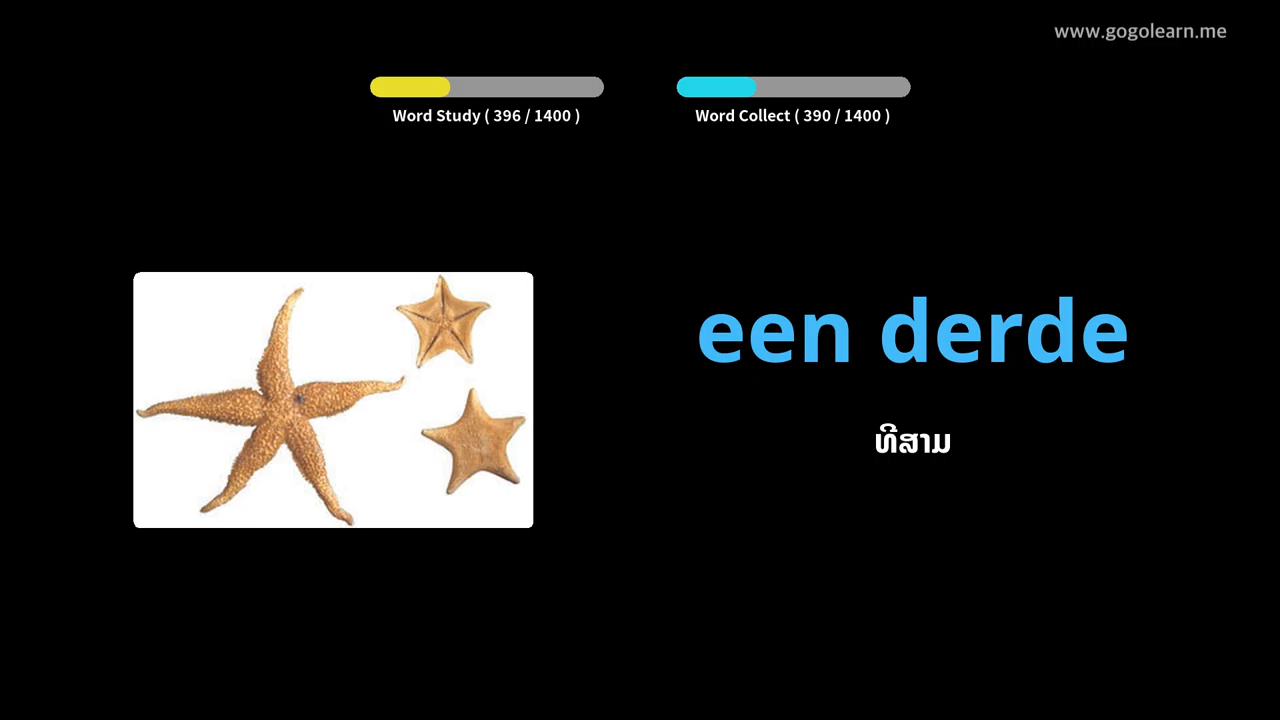 www.gogolearn.me
Word Study ( 396 / 1400 )
Word Collect ( 390 / 1400 )
een derde
ທີສາມ